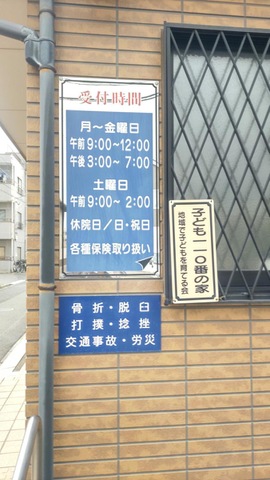 受付時間
月～金曜日
午前 9:00～12:00
午後 3:00～ 7:00
土曜日
午前 9:00～ 2:00
休院日／日・祝日
各種保険取り扱い
骨折・脱臼
打撲・捻挫
交通事故・労災
子ども一一〇番の家
地域で子どもを育てる会